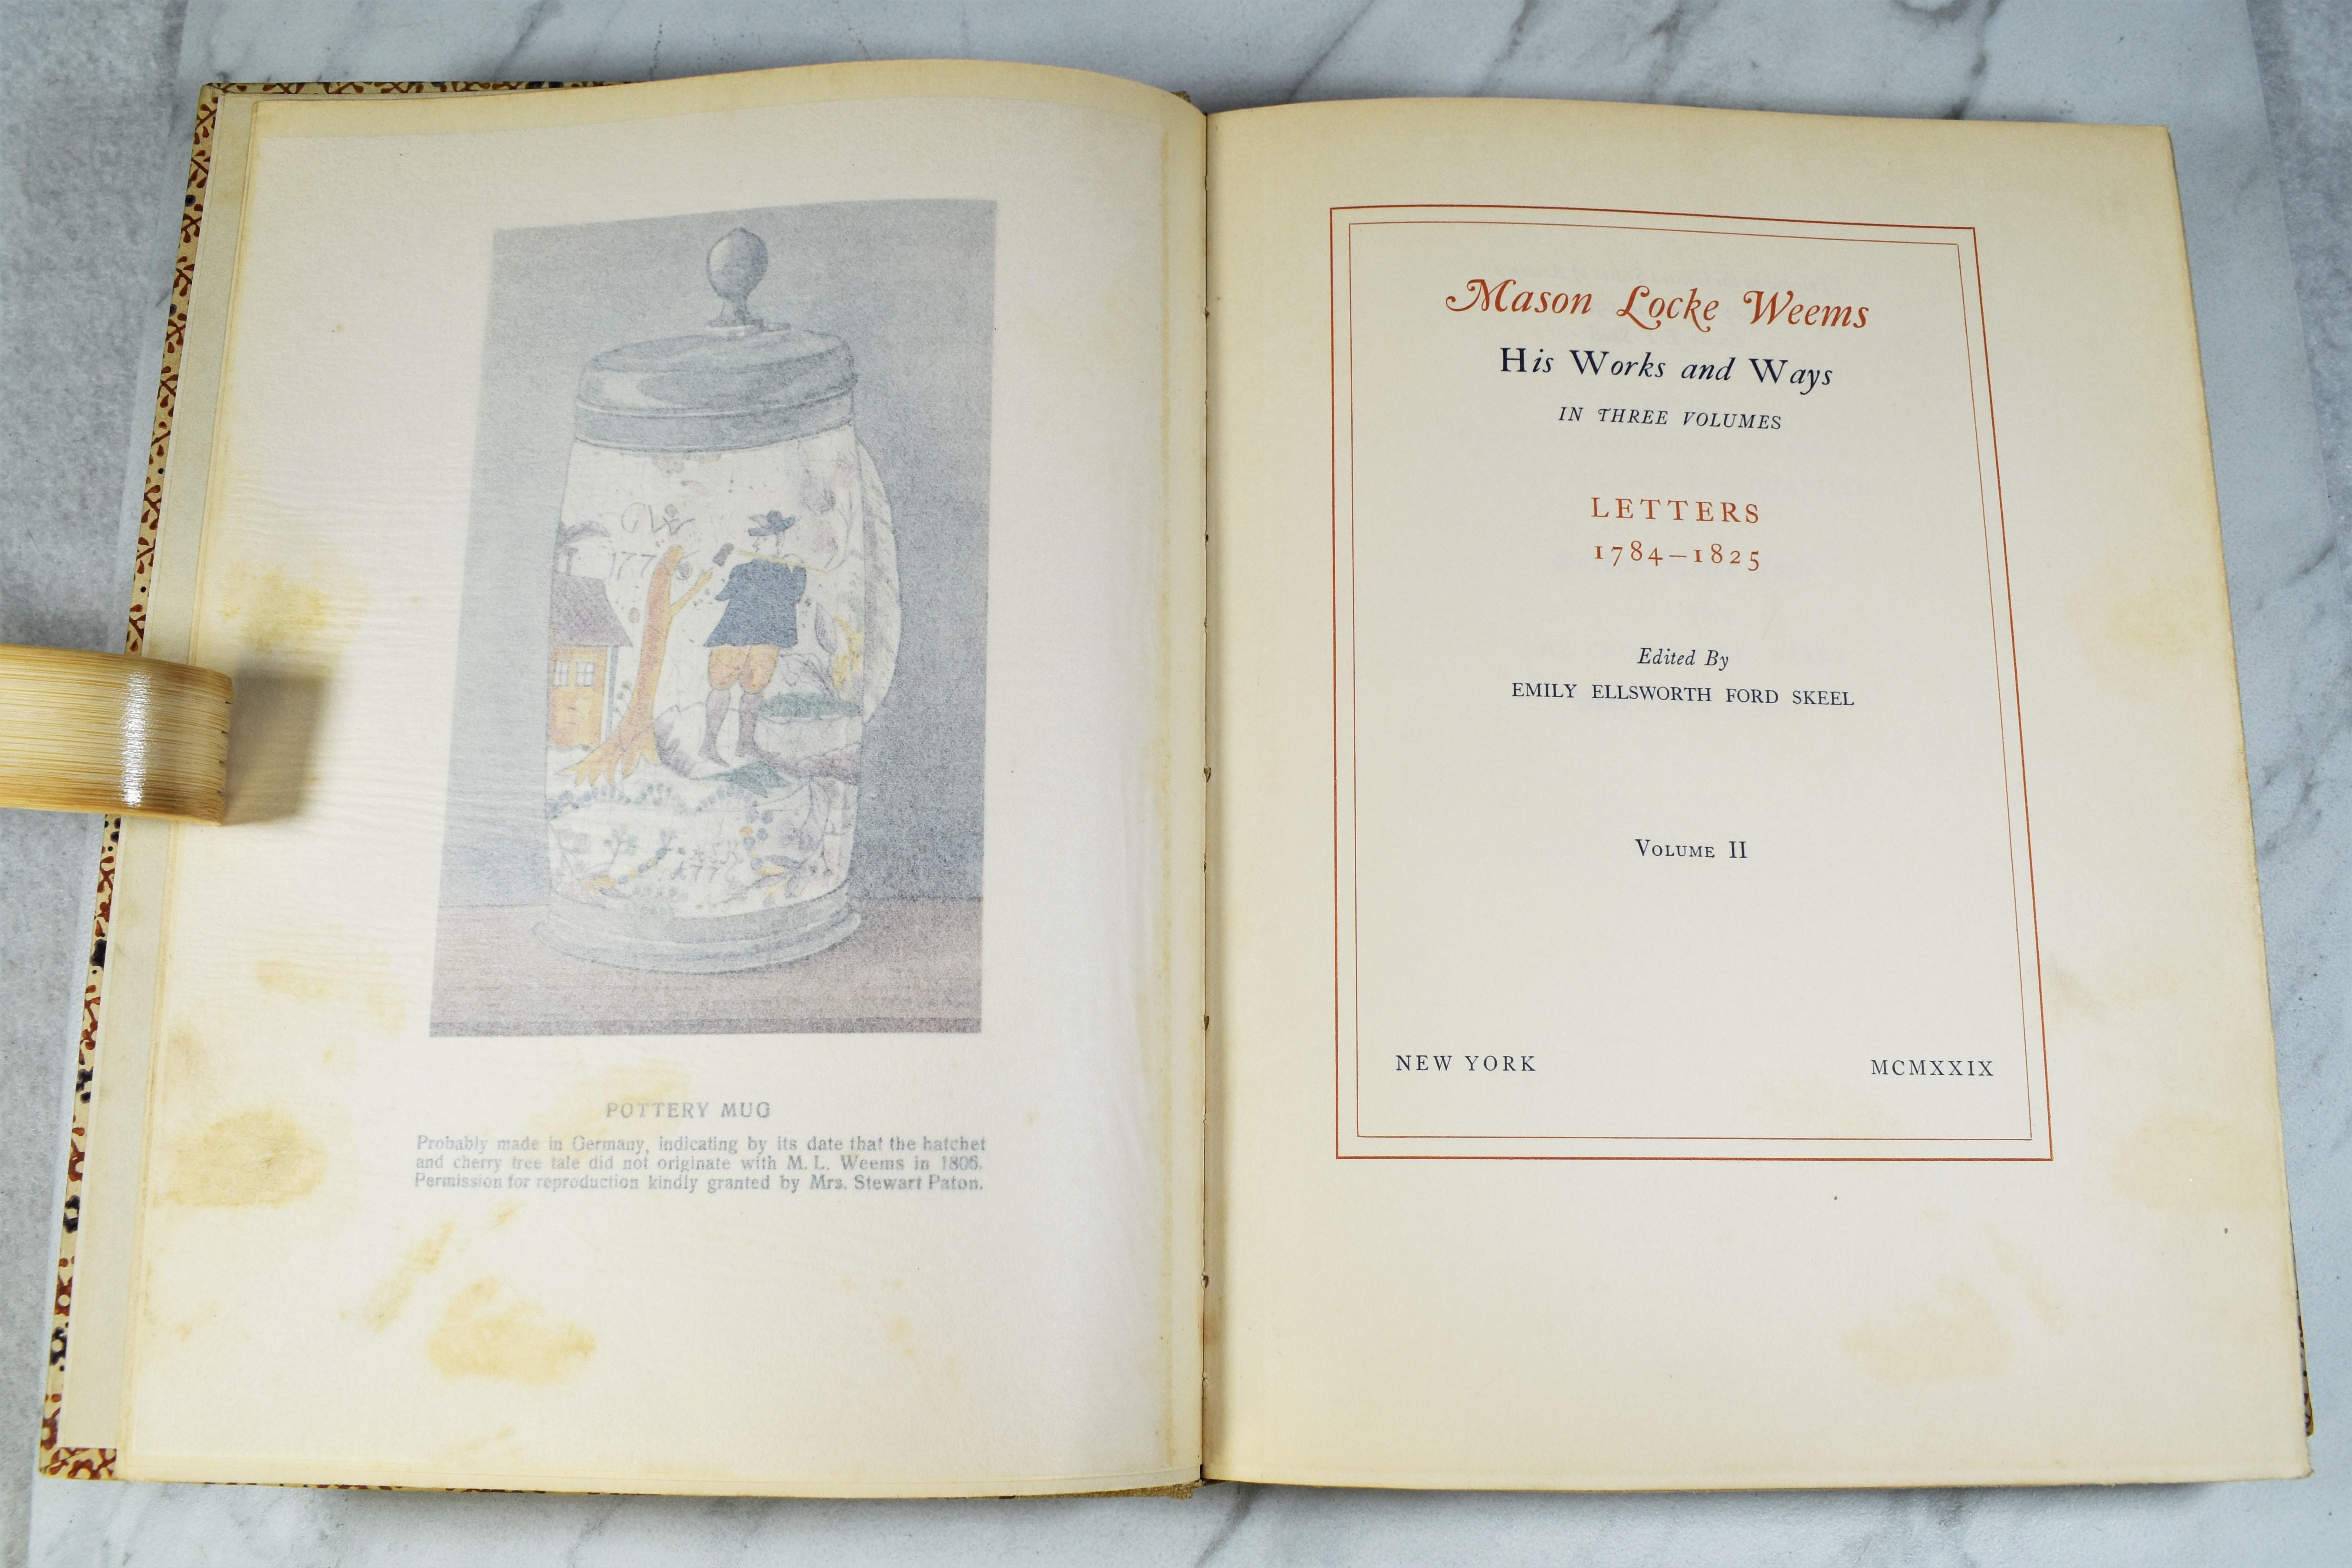 GW
177
1776
POTTERY MUG
Probably made in Germany, indicating by its date that the hatchet
and cherry tree tale did not originate with M. L. Weems in 1806.
Permission for reproduction kindly granted by Mrs. Stewart Paton.
Mason Locke Weems
His Works and Ways
IN THREE VOLUMES
LETTERS
1784–1825
Edited By
EMILY ELLSWORTH FORD SKEEL
VOLUME II
NEW YORK MCMXXIX